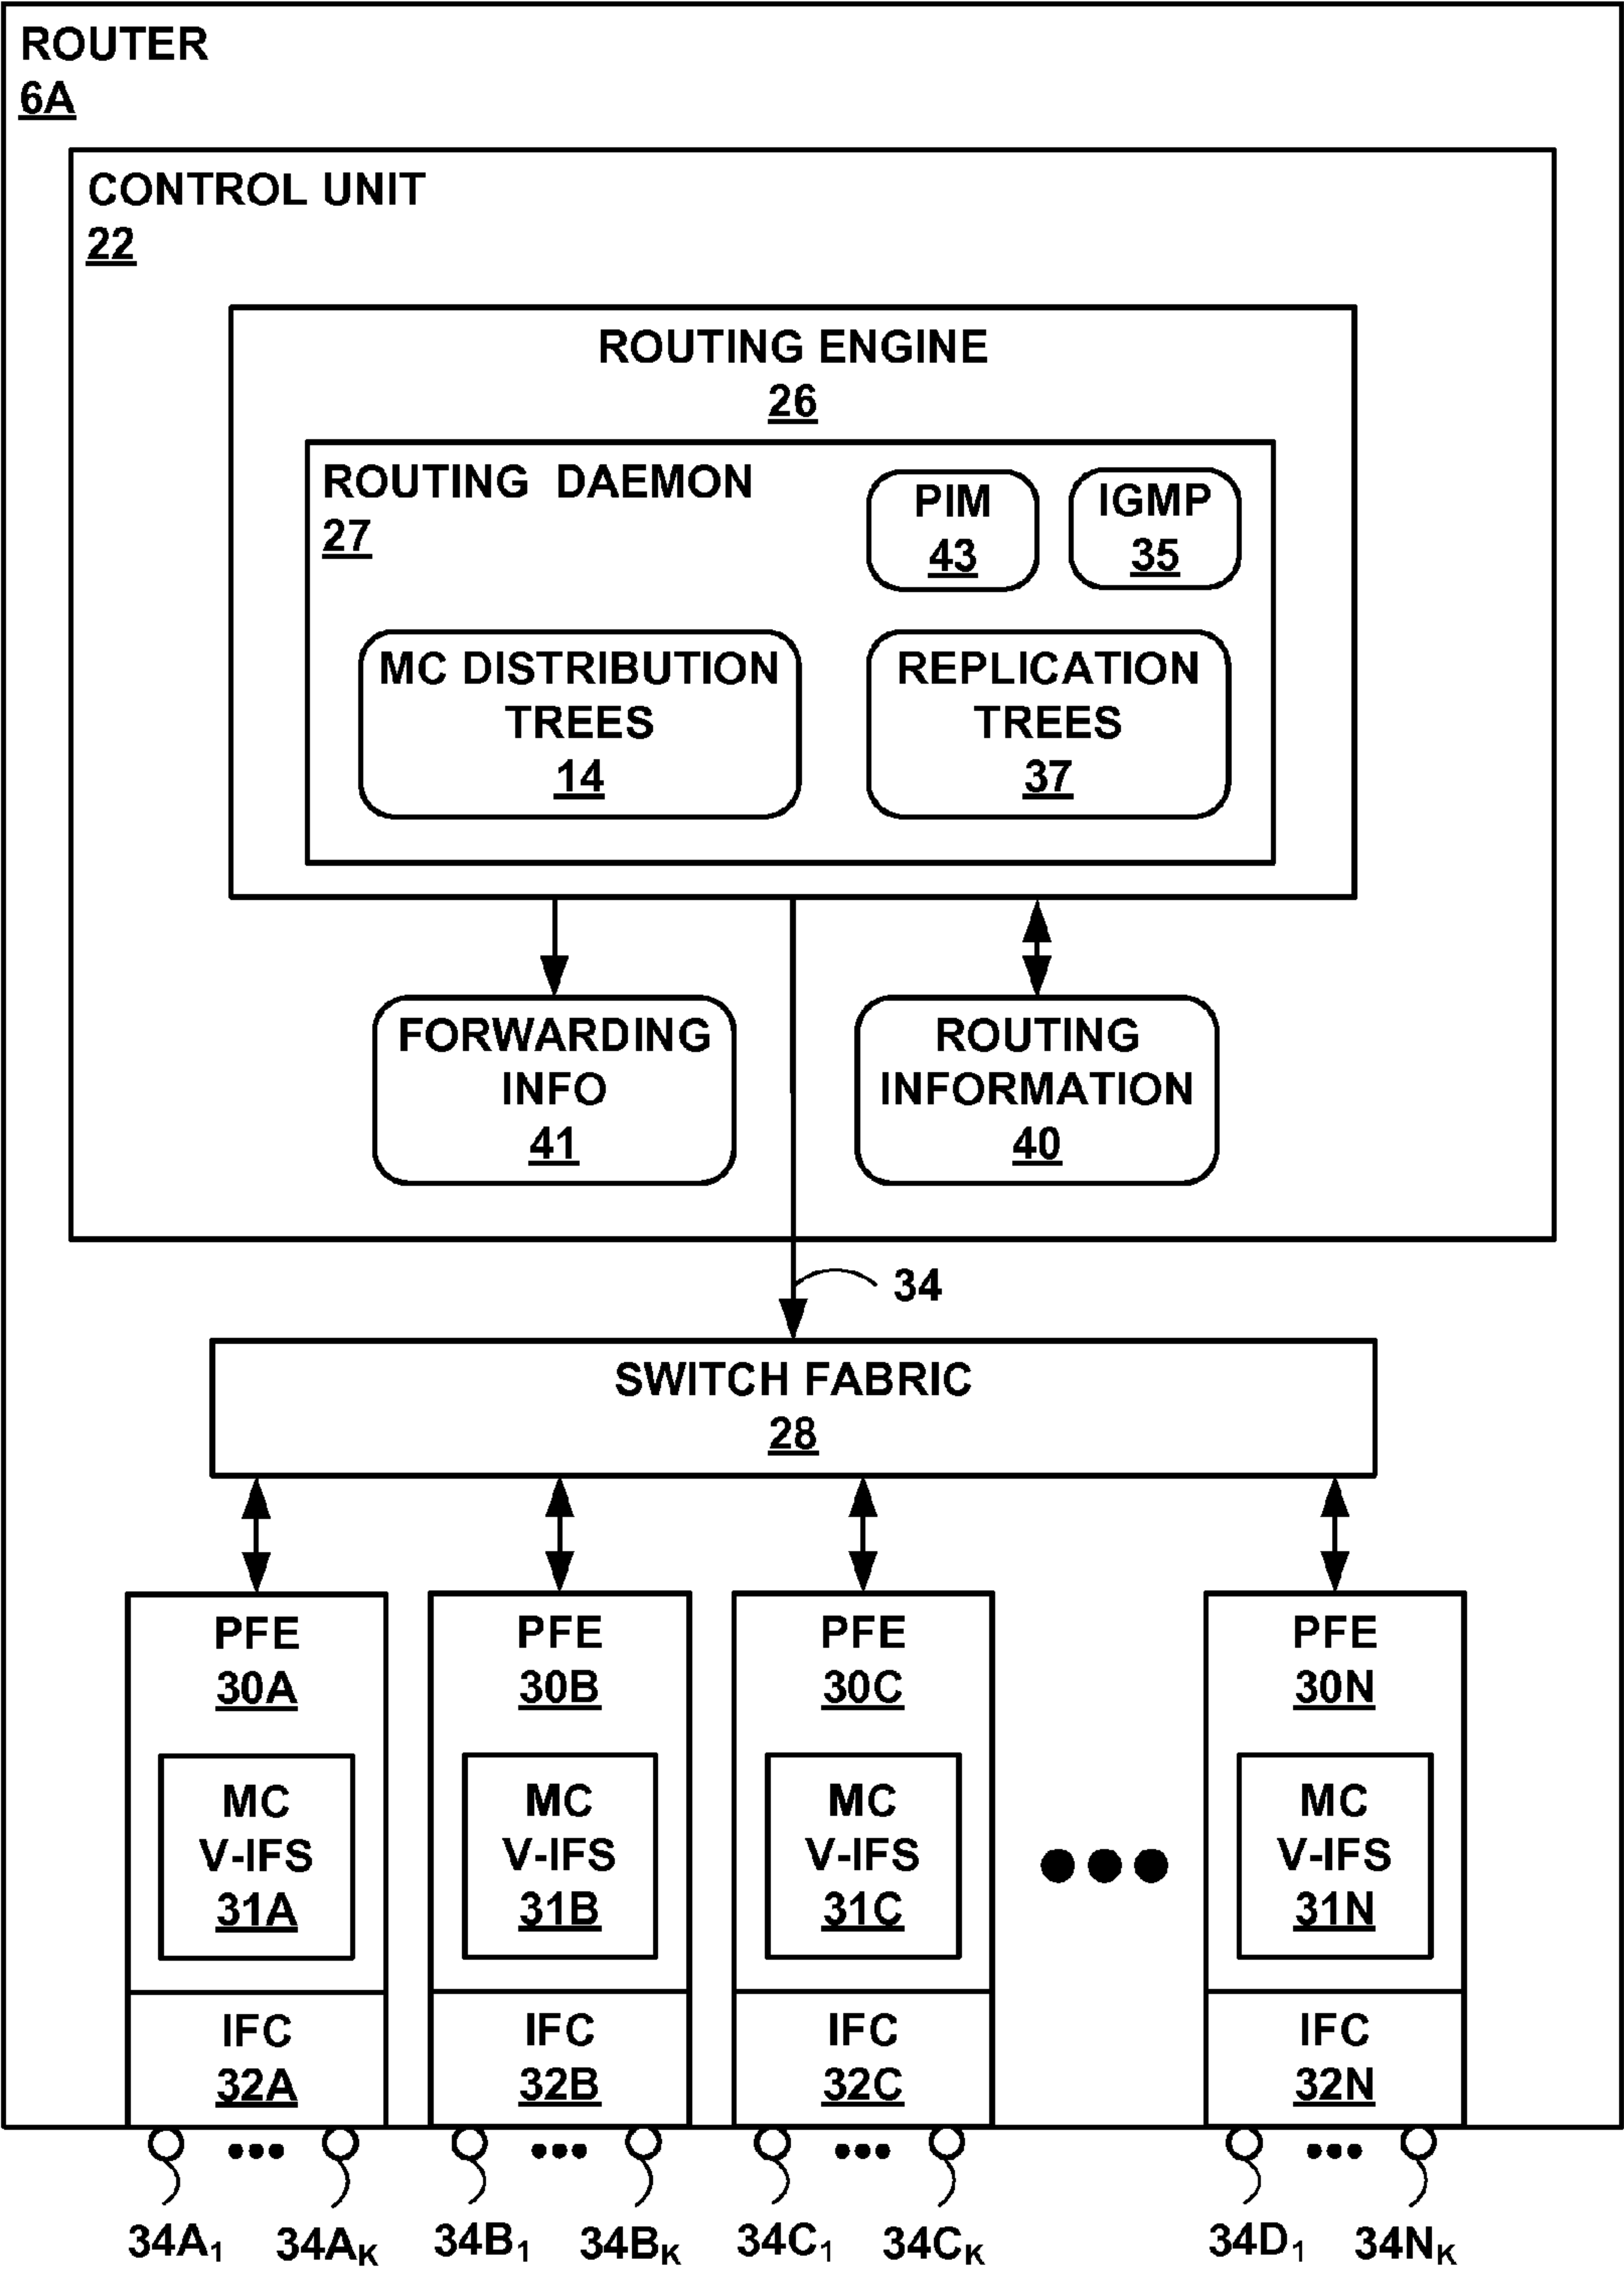 ROUTER
6A
CONTROL UNIT
22
ROUTING ENGINE
26
ROUTING DAEMON
27
PIM
43
IGMP
35
MC DISTRIBUTION
TREES
14
REPLICATION
TREES
37
FORWARDING
INFO
41
ROUTING
INFORMATION
40
34
SWITCH FABRIC
28
PFE
30A
MC
V-IFS
31A
IFC
32A
PFE
30B
MC
V-IFS
31B
IFC
32B
PFE
30C
MC
V-IFS
31C
IFC
32C
PFE
30N
MC
V-IFS
31N
IFC
32N
34A1
34AK
34B1
34BK
34C1
34CK
34D1
34NK